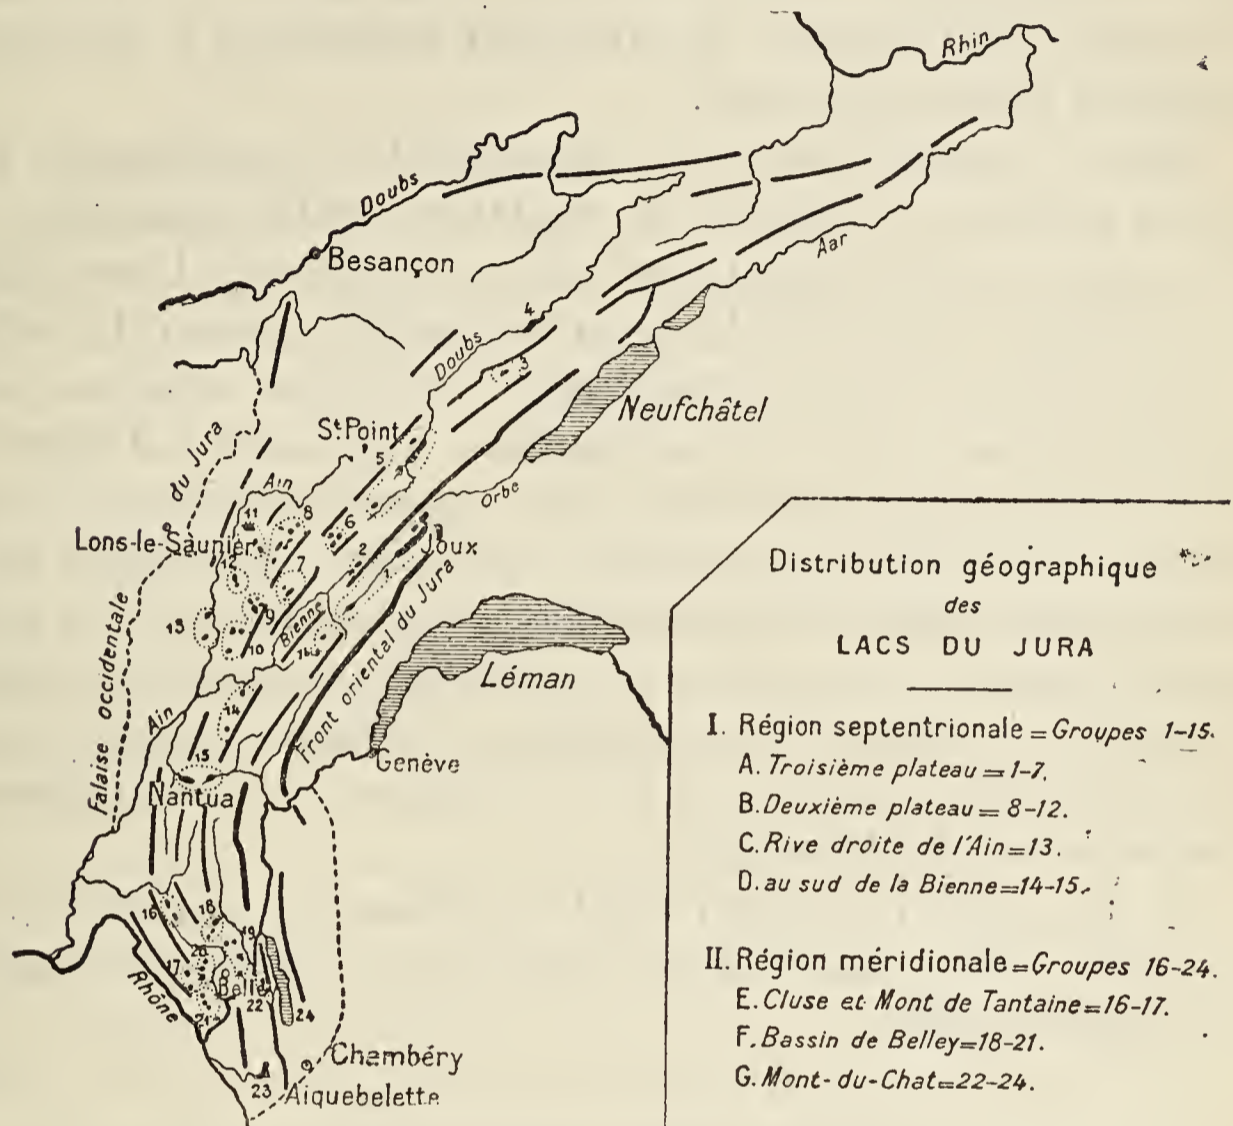 Rhin
Doubs
Besançon
Aar
4
Doubs
3
Neufchâtel
St. Point
5
du Jura
Ain
Orbe
11
8
6
Lons-le-Saunier
2
Joux
12
7
13
9
Bienne
10
Falaise occidentale
Front oriental du Jura
Léman
Ain
14
15
Genève
Nantua
16
18
19
20
17
Belley
Rhône
21
22
24
Chambéry
23
Aiquebelette
Distribution géographique
des
LACS DU JURA
I. Région septentrionale = Groupes 1-15.
A. Troisième plateau = 1-7.
B. Deuxième plateau = 8-12.
C. Rive droite de l'Ain = 13.
D. au sud de la Bienne = 14-15.
II. Région méridionale = Groupes 16-24.
E. Cluse et Mont de Tantaine = 16-17.
F. Bassin de Belley = 18-21.
G. Mont-du-Chat = 22-24.